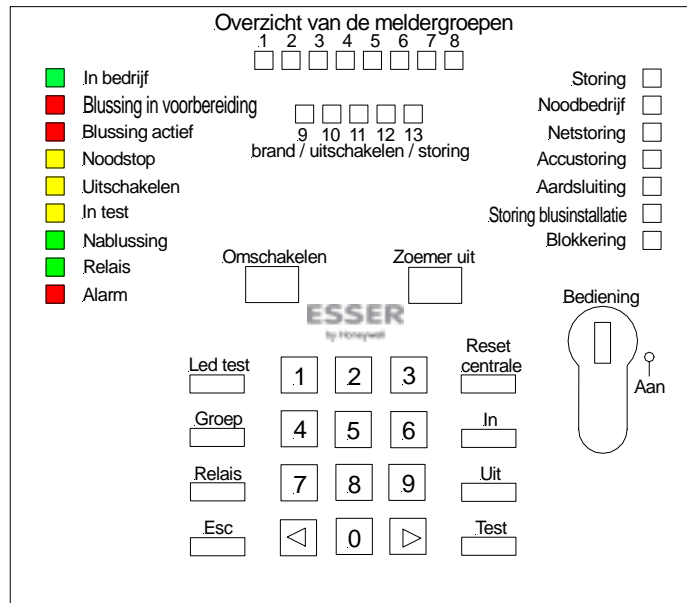 Overzicht van de meldergroepen
1 2 3 4 5 6 7 8
In bedrijf
Blussing in voorbereiding
Blussing actief
Noodstop
Uitschakelen
In test
Nablussing
Relais
Alarm
9 10 11 12 13
brand / uitschakelen / storing
Storing
Noodbedrijf
Netstoring
Accustoring
Aardsluiting
Storing blusinstallatie
Blokkering
Omschakelen
Zoemer uit
ESSER
by Honeywell
Bediening
Aan
Led test
1 2 3
Reset
centrale
Groep
4 5 6
In
Relais
7 8 9
Uit
Esc
0
Test